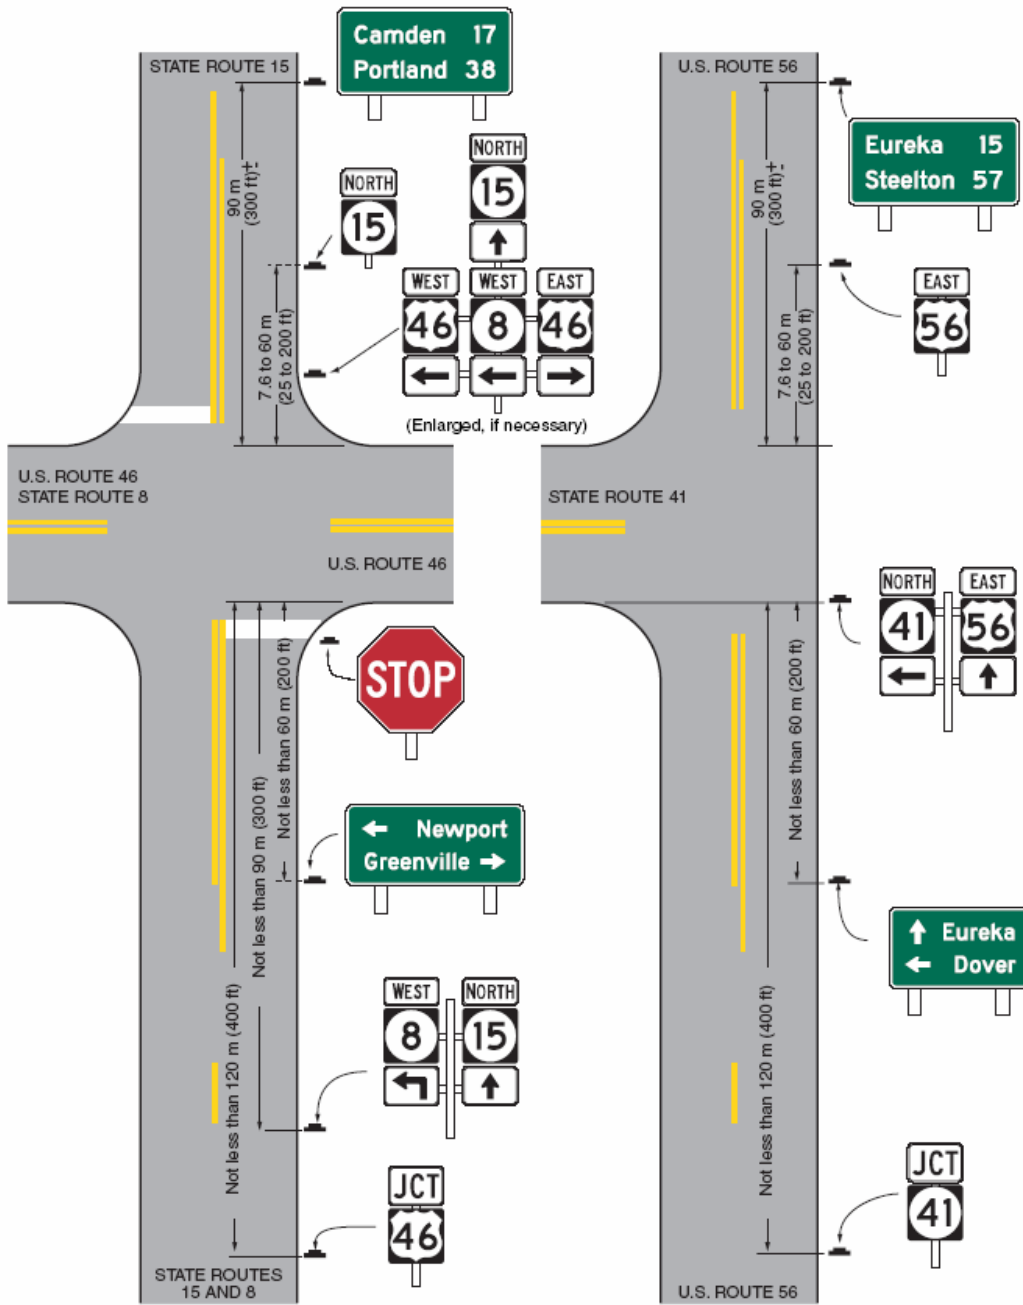 STATE ROUTE 15
Camden 17
Portland 38
90 m
(300 ft)±
NORTH
15
7.6 to 60 m
(25 to 200 ft)
NORTH
15
WEST
46
WEST
8
EAST
46
(Enlarged, if necessary)
U.S. ROUTE 46
STATE ROUTE 8
U.S. ROUTE 46
STOP
Not less than 60 m (200 ft)
Not less than 90 m (300 ft)
Not less than 120 m (400 ft)
Newport
Greenville
WEST
8
NORTH
15
JCT
46
STATE ROUTES
15 AND 8
U.S. ROUTE 56
Eureka 15
Steelton 57
90 m
(300 ft)±
EAST
56
7.6 to 60 m
(25 to 200 ft)
STATE ROUTE 41
NORTH
41
EAST
56
Not less than 60 m (200 ft)
Not less than 120 m (400 ft)
Eureka
Dover
JCT
41
U.S. ROUTE 56